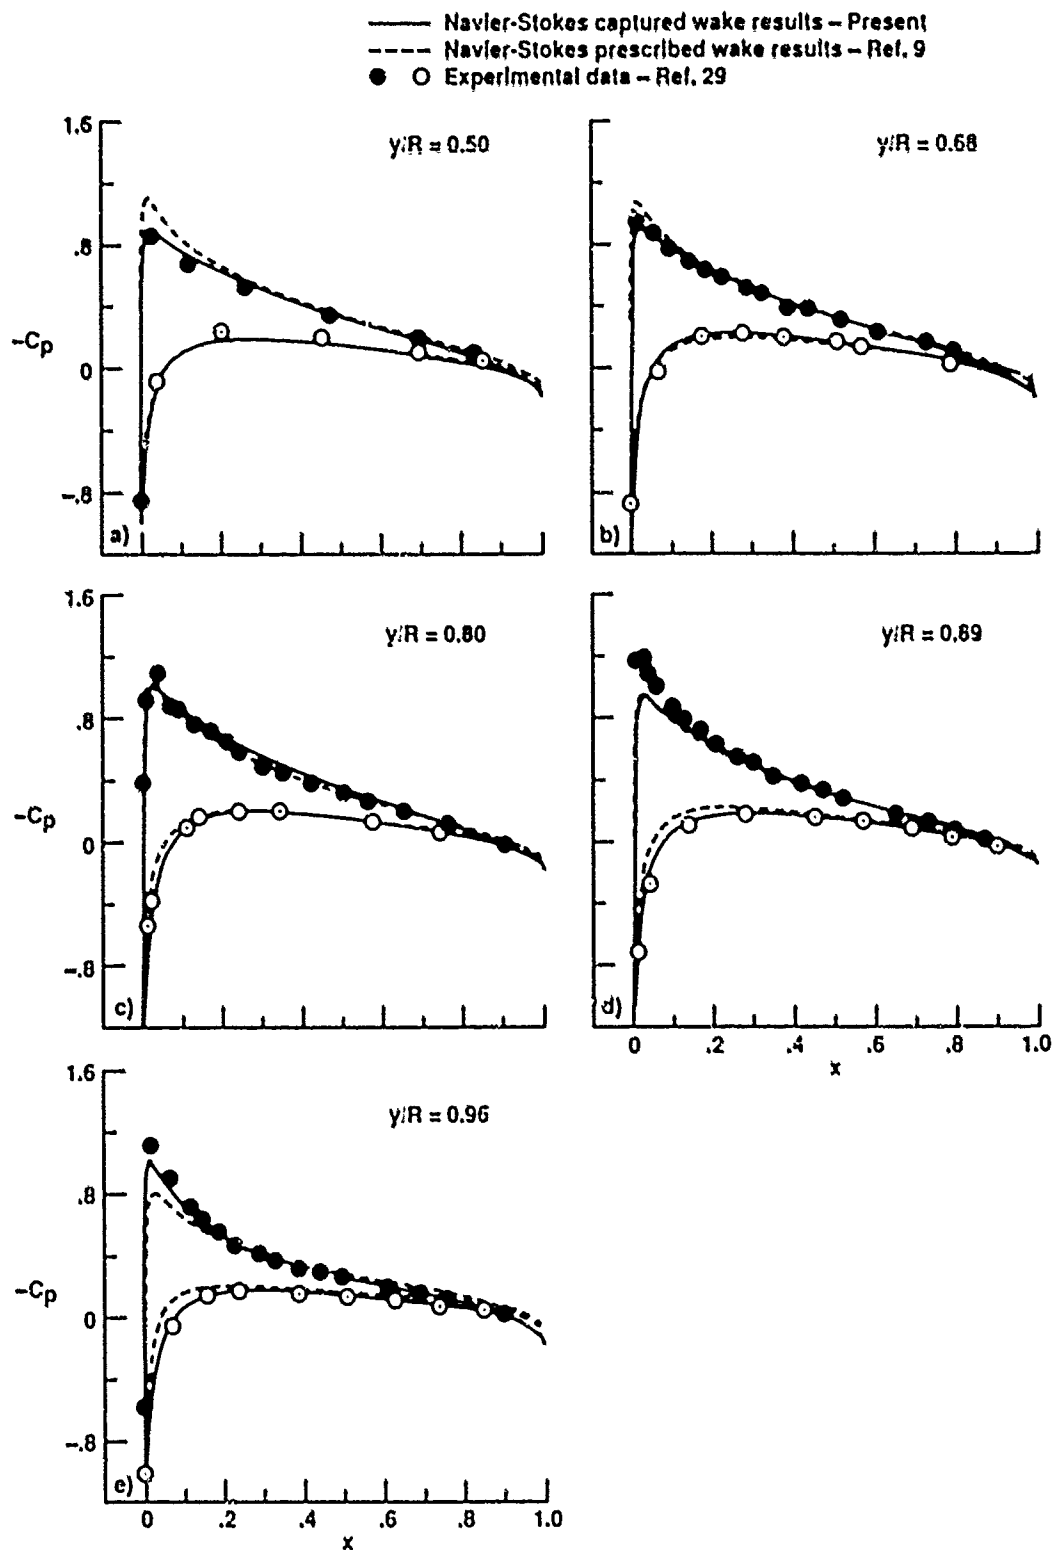 Navier-Stokes captured wake results – Present
Navier-Stokes prescribed wake results – Ref. 9
Experimental data – Ref. 29
1.6
y/R = 0.50
y/R = 0.68
.8
-Cp
0
-.8
a)
b)
1.6
y/R = 0.80
y/R = 0.89
.8
-Cp
0
-.8
c)
d)
0 .2 .4 .6 .8 1.0
x
1.6
y/R = 0.96
.8
-Cp
0
-.8
e)
0 .2 .4 .6 .8 1.0
x